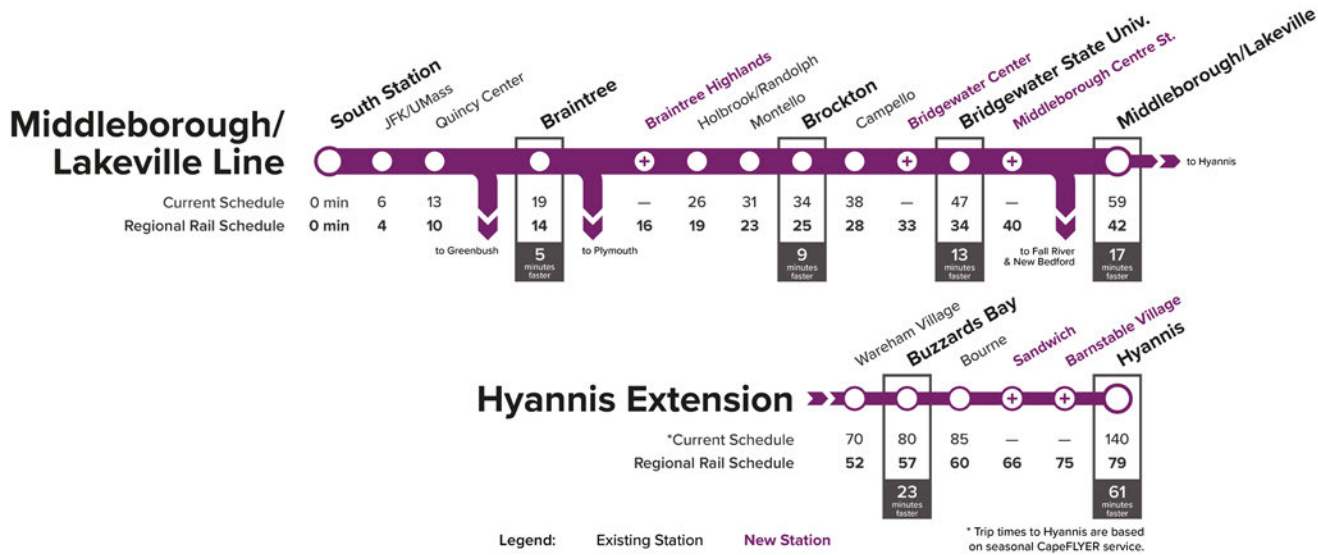 South Station
JFK/UMass
Quincy Center
Braintree
Braintree Highlands
Holbrook/Randolph
Montello
Brockton
Campello
Bridgewater Center
Bridgewater State Univ.
Middleborough Centre St.
Middleborough/Lakeville
Middleborough/
Lakeville Line
to Hyannis
Current Schedule 0 min 6 13 19 — 26 31 34 38 — 47 — 59
Regional Rail Schedule 0 min 4 10 14 16 19 23 25 28 33 34 40 42
to Greenbush
5
minutes
faster
to Plymouth
9
minutes
faster
13
minutes
faster
to Fall River
& New Bedford
17
minutes
faster
Wareham Village
Buzzards Bay
Bourne
Sandwich
Barnstable Village
Hyannis
Hyannis Extension
*Current Schedule 70 80 85 — — 140
Regional Rail Schedule 52 57 60 66 75 79
23
minutes
faster
61
minutes
faster
Legend: Existing Station New Station
* Trip times to Hyannis are based
on seasonal CapeFLYER service.